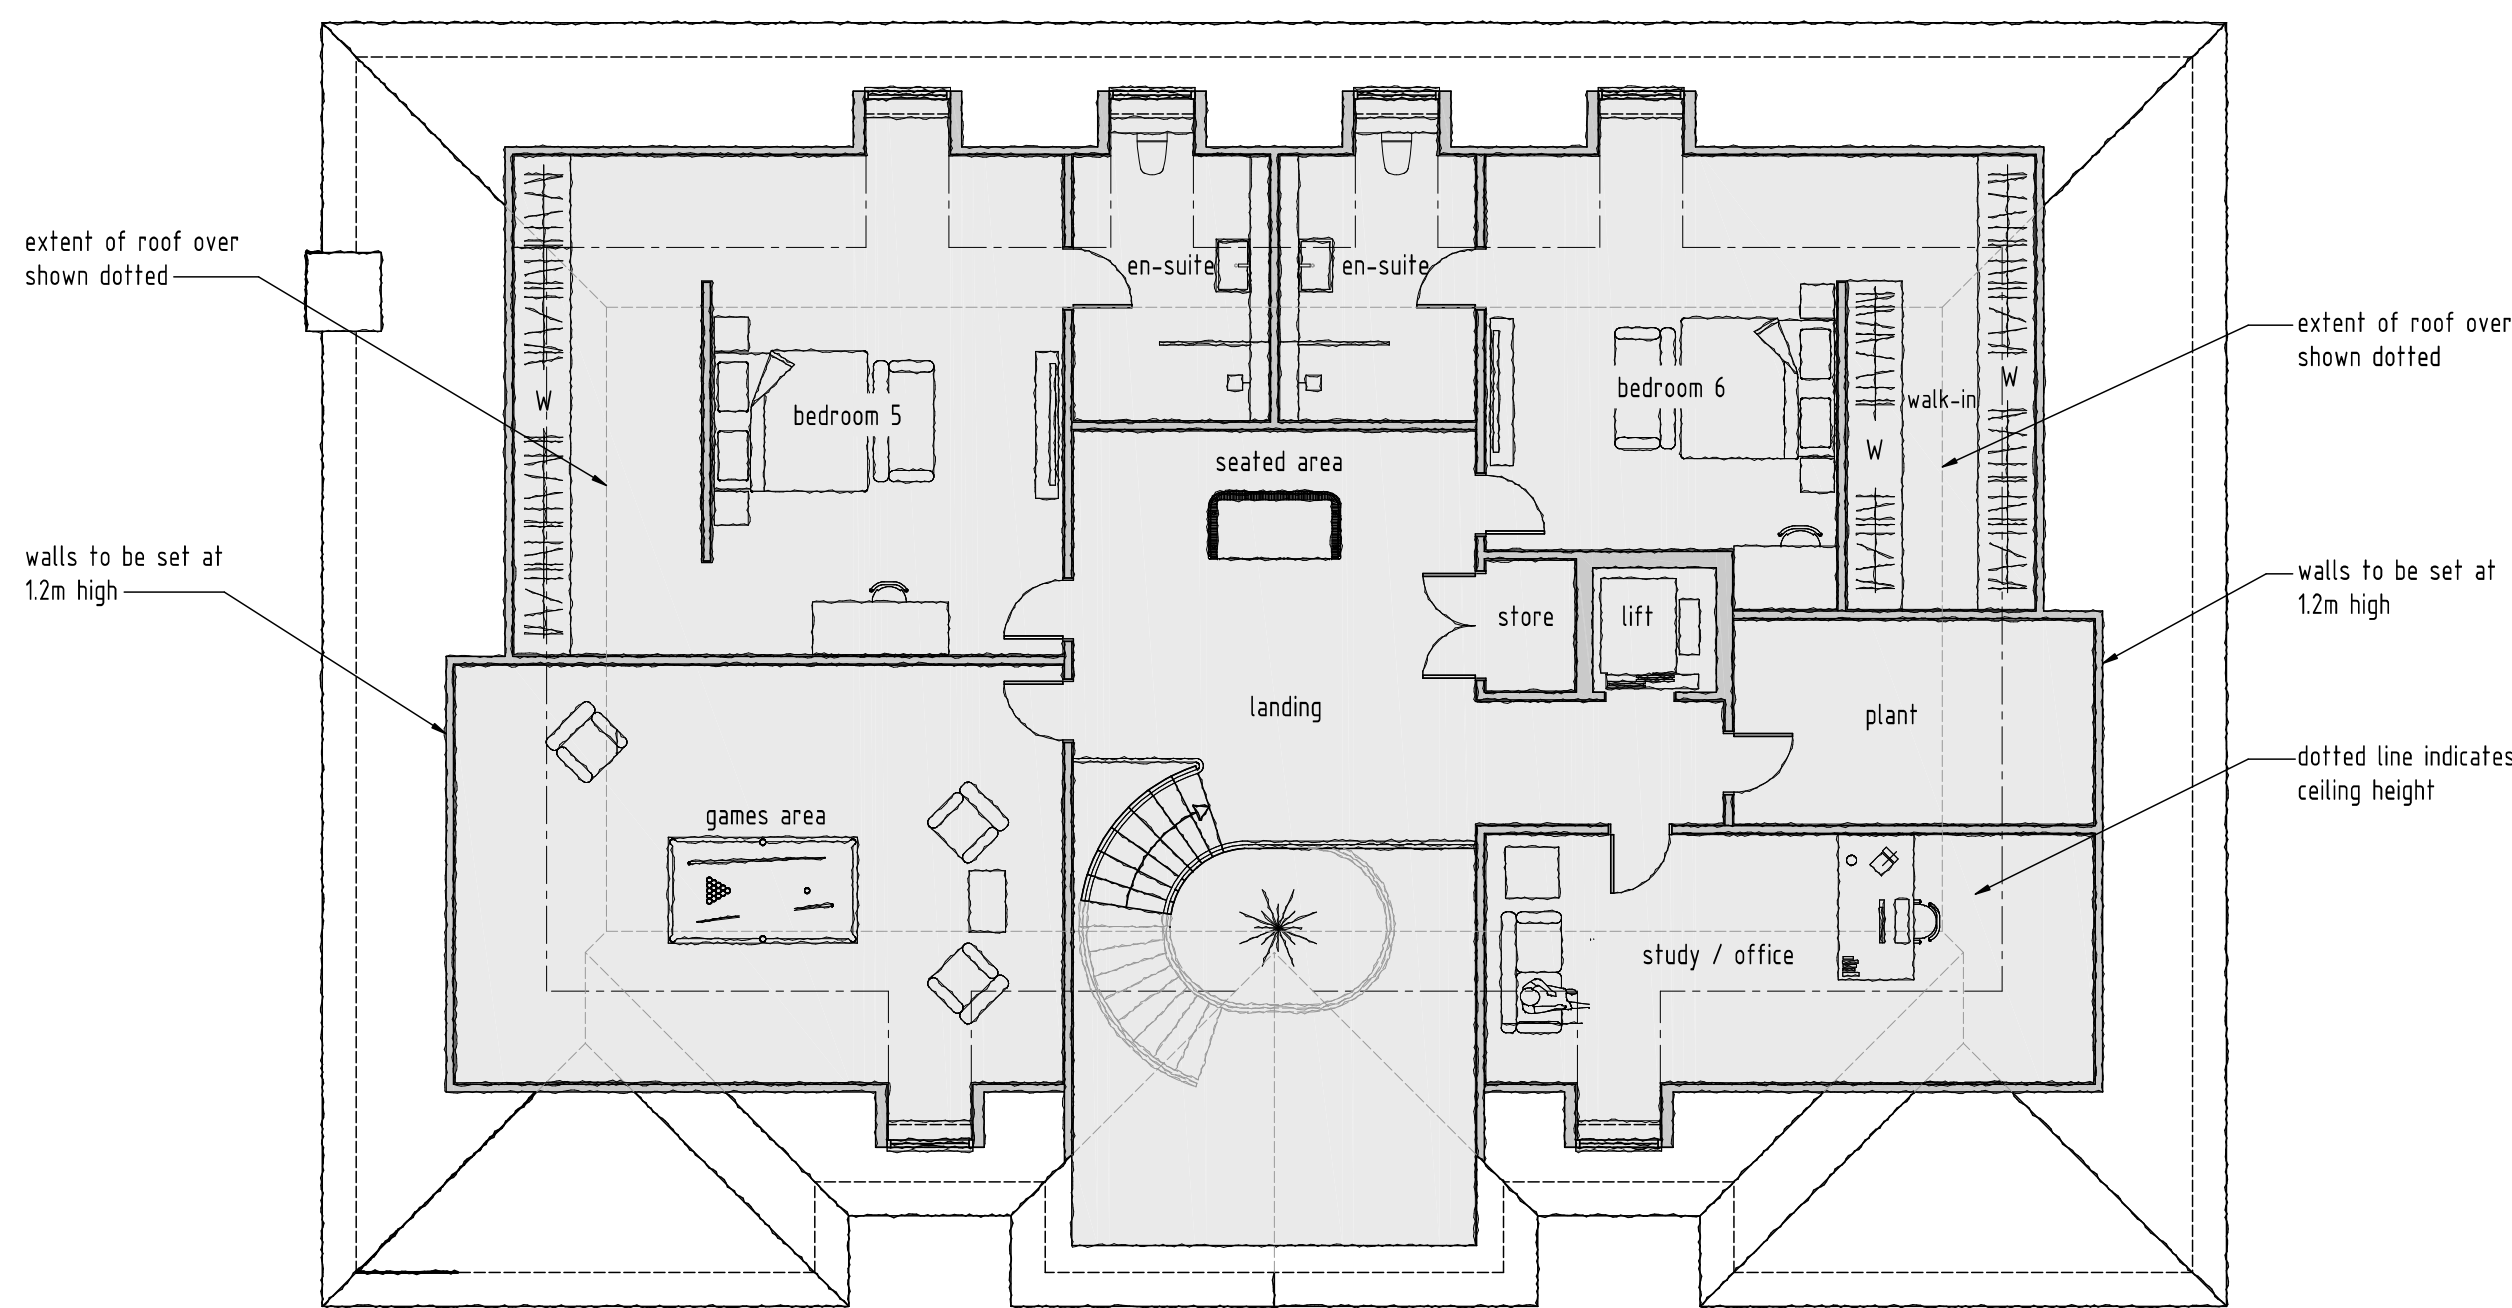 extent of roof over
shown dotted
walls to be set at
1.2m high
W
bedroom 5
en-suite
en-suite
bedroom 6
W
walk-in
W
extent of roof over
shown dotted
seated area
store
lift
walls to be set at
1.2m high
landing
plant
dotted line indicates
ceiling height
games area
study / office